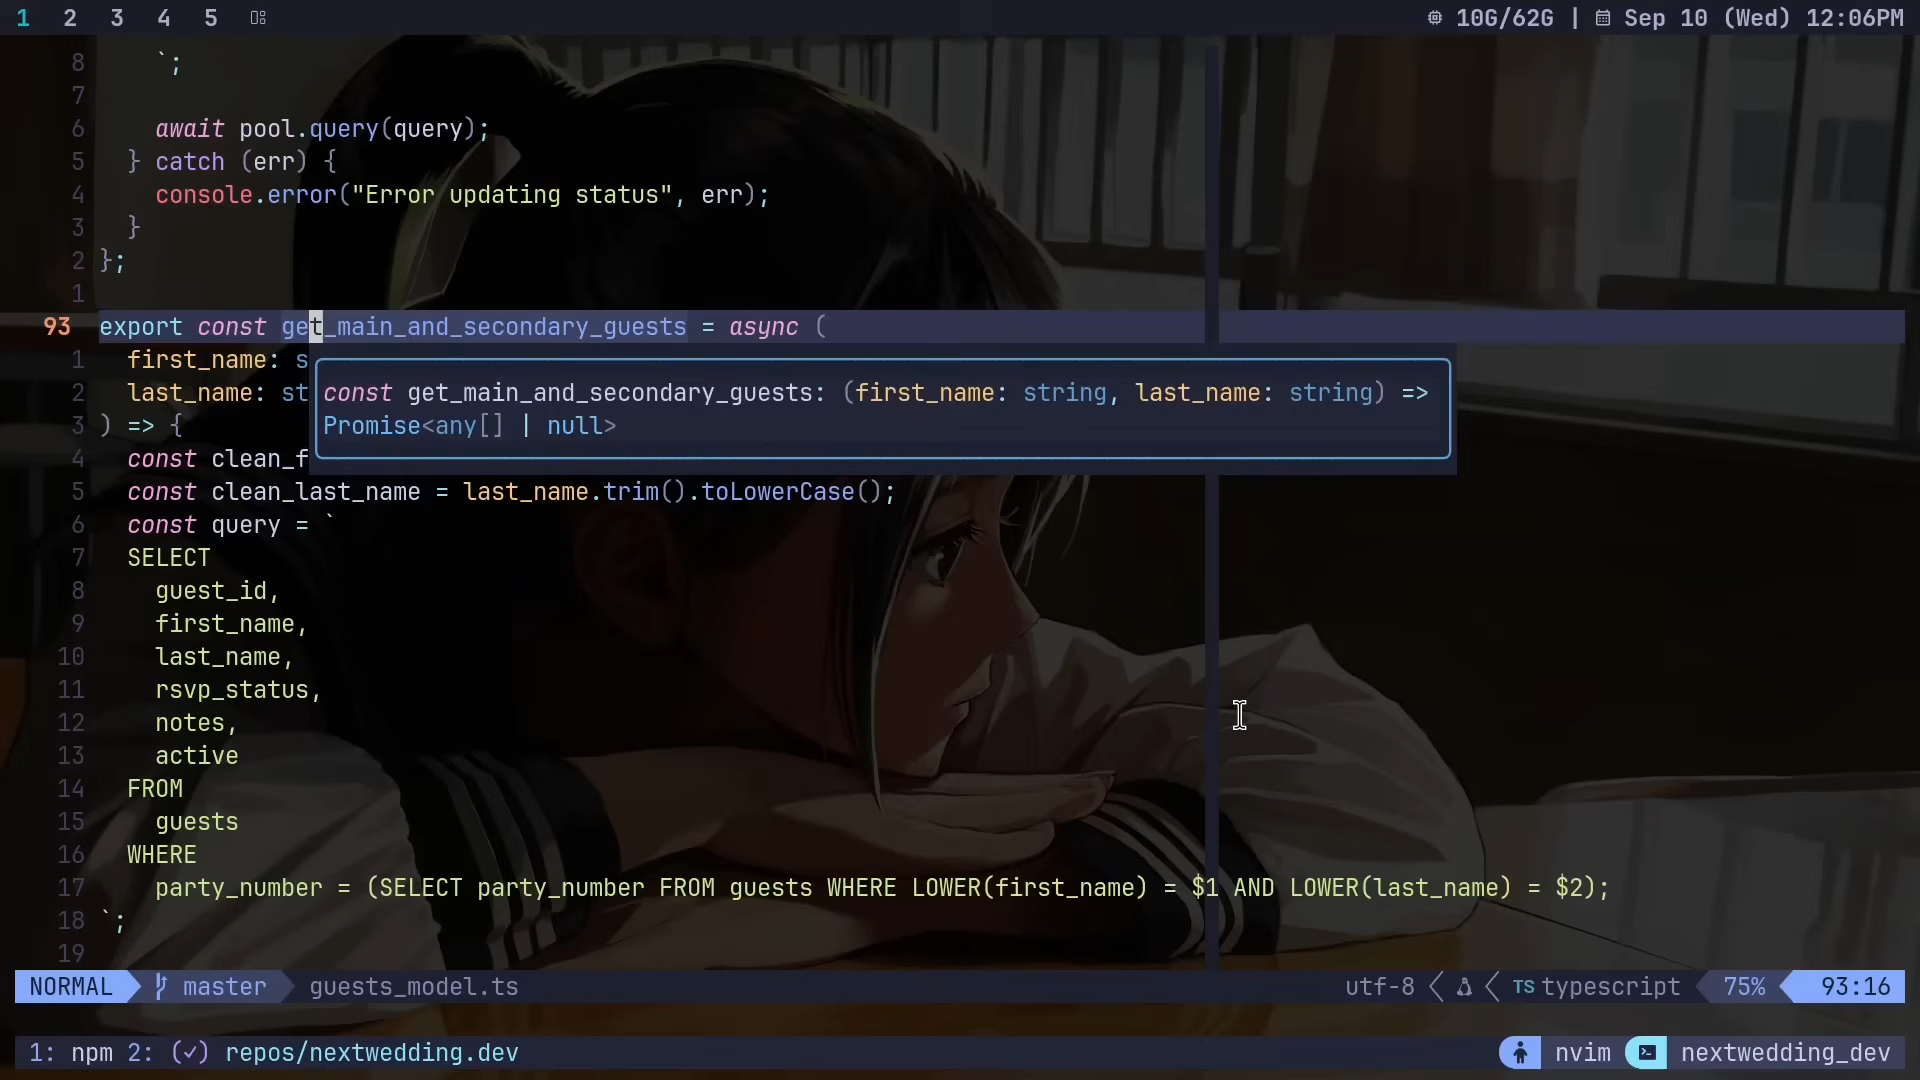 1 2 3 4 5 10G/62G | Sep 10 (Wed) 12:06PM
8 `;
7
6 await pool.query(query);
5 } catch (err) {
4 console.error("Error updating status", err);
3 }
2 };
1
93 export const get_main_and_secondary_guests = async (
1 first_name: s
const get_main_and_secondary_guests: (first_name: string, last_name: string) =>
2 last_name: st
Promise<any[] | null>
3 ) => {
4 const clean_f
5 const clean_last_name = last_name.trim().toLowerCase();
6 const query = `
7 SELECT
8 guest_id,
9 first_name,
10 last_name,
11 rsvp_status,
12 notes,
13 active
14 FROM
15 guests
16 WHERE
17 party_number = (SELECT party_number FROM guests WHERE LOWER(first_name) = $1 AND LOWER(last_name) = $2);
18 `;
19
NORMAL master guests_model.ts utf-8 TS typescript 75% 93:16
1: npm 2: (✓) repos/nextwedding.dev nvim nextwedding_dev